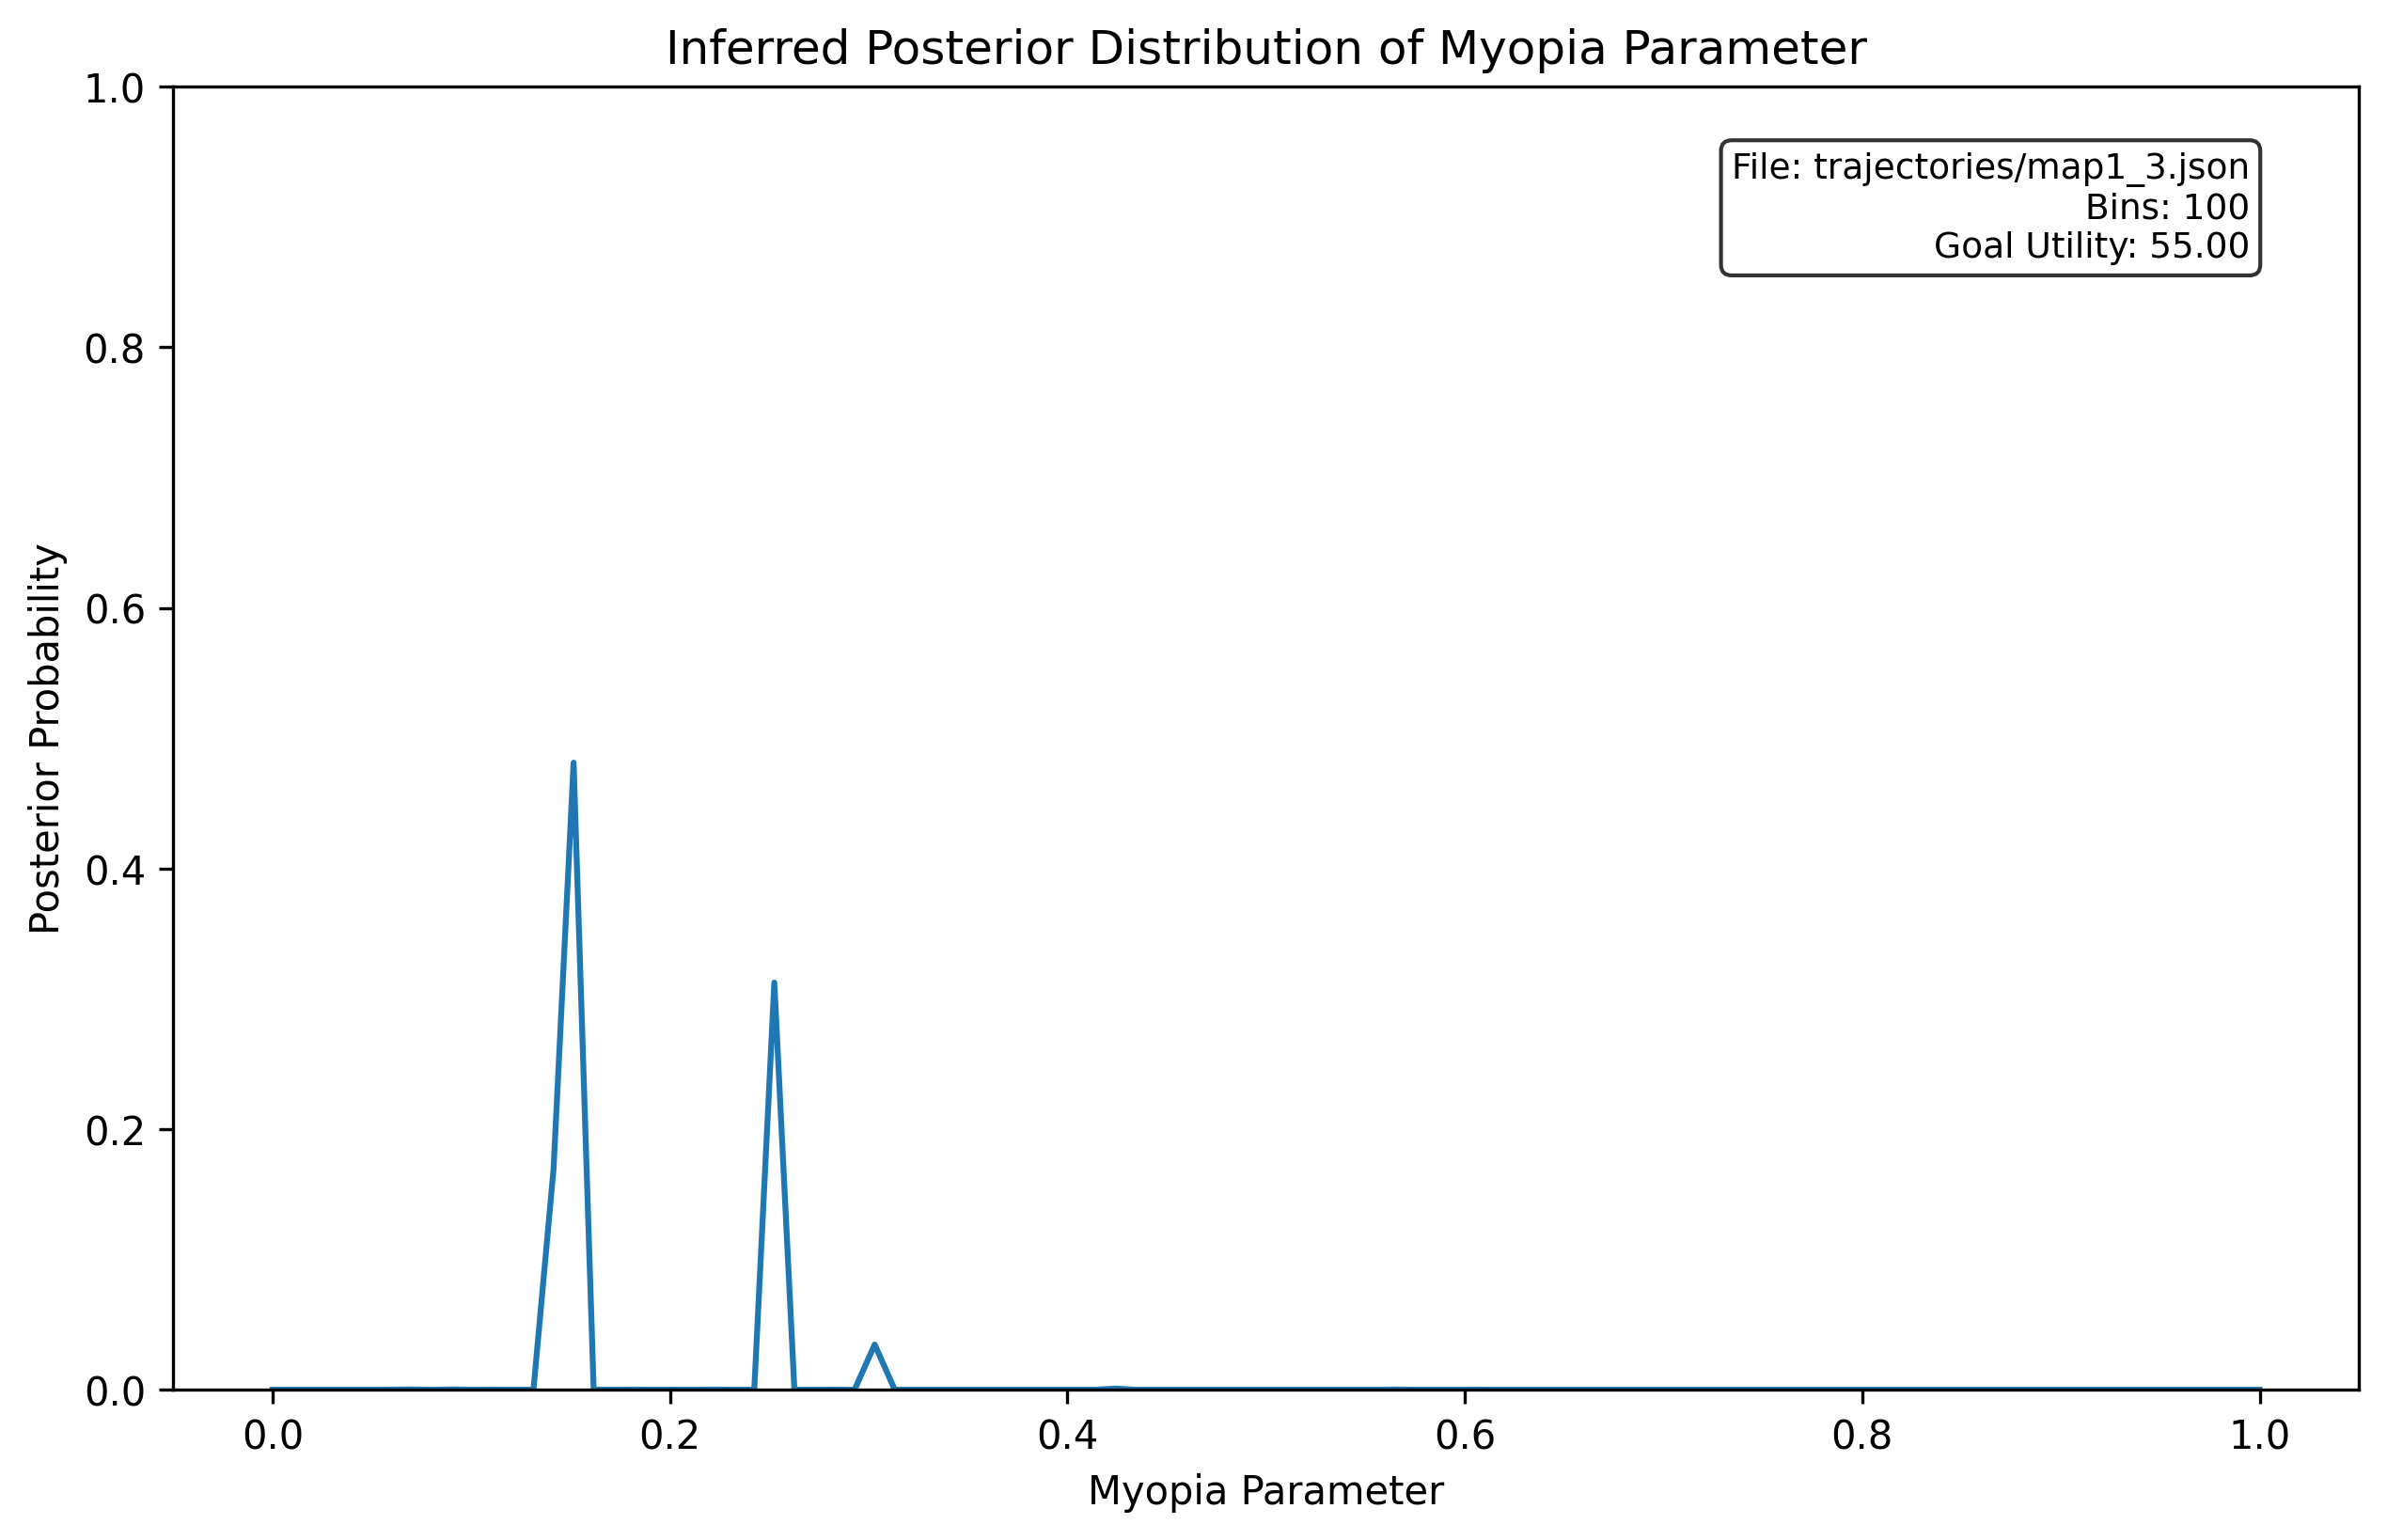 Inferred Posterior Distribution of Myopia Parameter
File: trajectories/map1_3.json
Bins: 100
Goal Utility: 55.00
Posterior Probability
1.0
0.8
0.6
0.4
0.2
0.0
0.0 0.2 0.4 0.6 0.8 1.0
Myopia Parameter